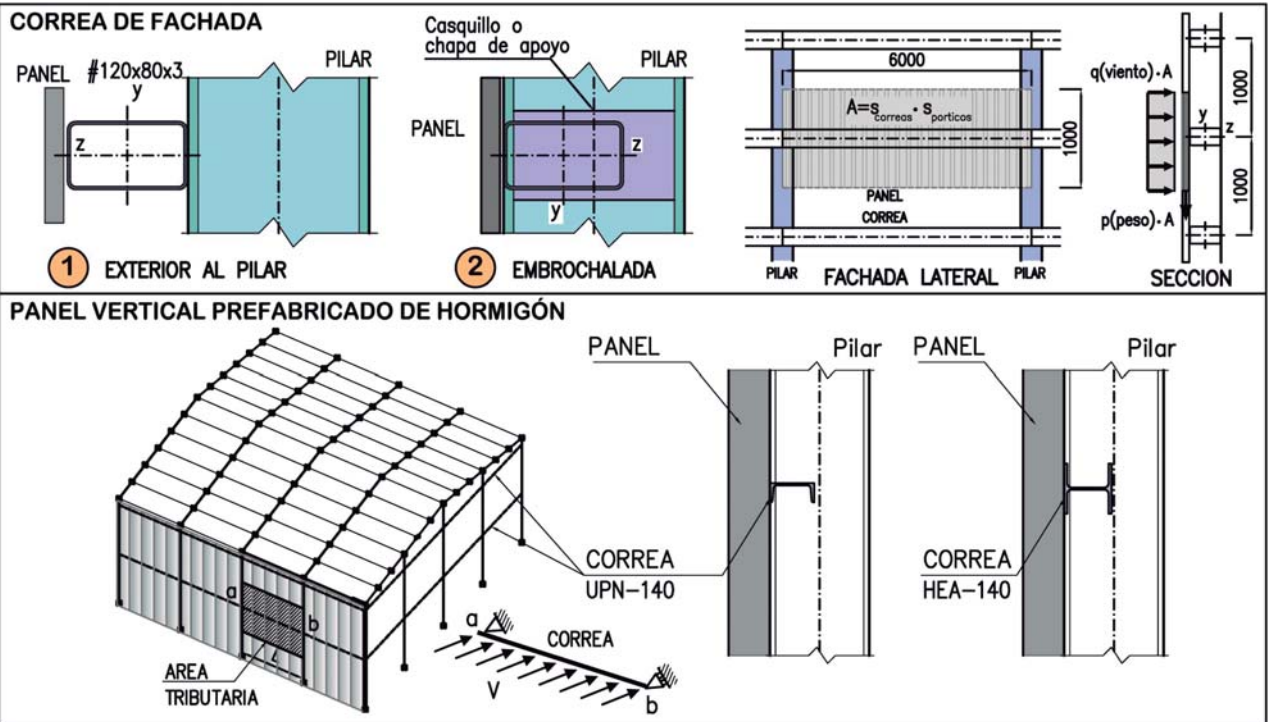 CORREA DE FACHADA
PANEL
#120x80x3
y
z
PILAR
1 EXTERIOR AL PILAR
Casquillo o
chapa de apoyo
PILAR
PANEL
z
y
2 EMBROCHALADA
6000
A=s correas · s porticos
1000
PANEL
CORREA
PILAR
FACHADA LATERAL
PILAR
q(viento)·A
y
z
1000
1000
p(peso)·A
SECCION
PANEL VERTICAL PREFABRICADO DE HORMIGÓN
a
b
L
AREA
TRIBUTARIA
a
CORREA
V
b
PANEL
Pilar
CORREA
UPN-140
PANEL
Pilar
CORREA
HEA-140